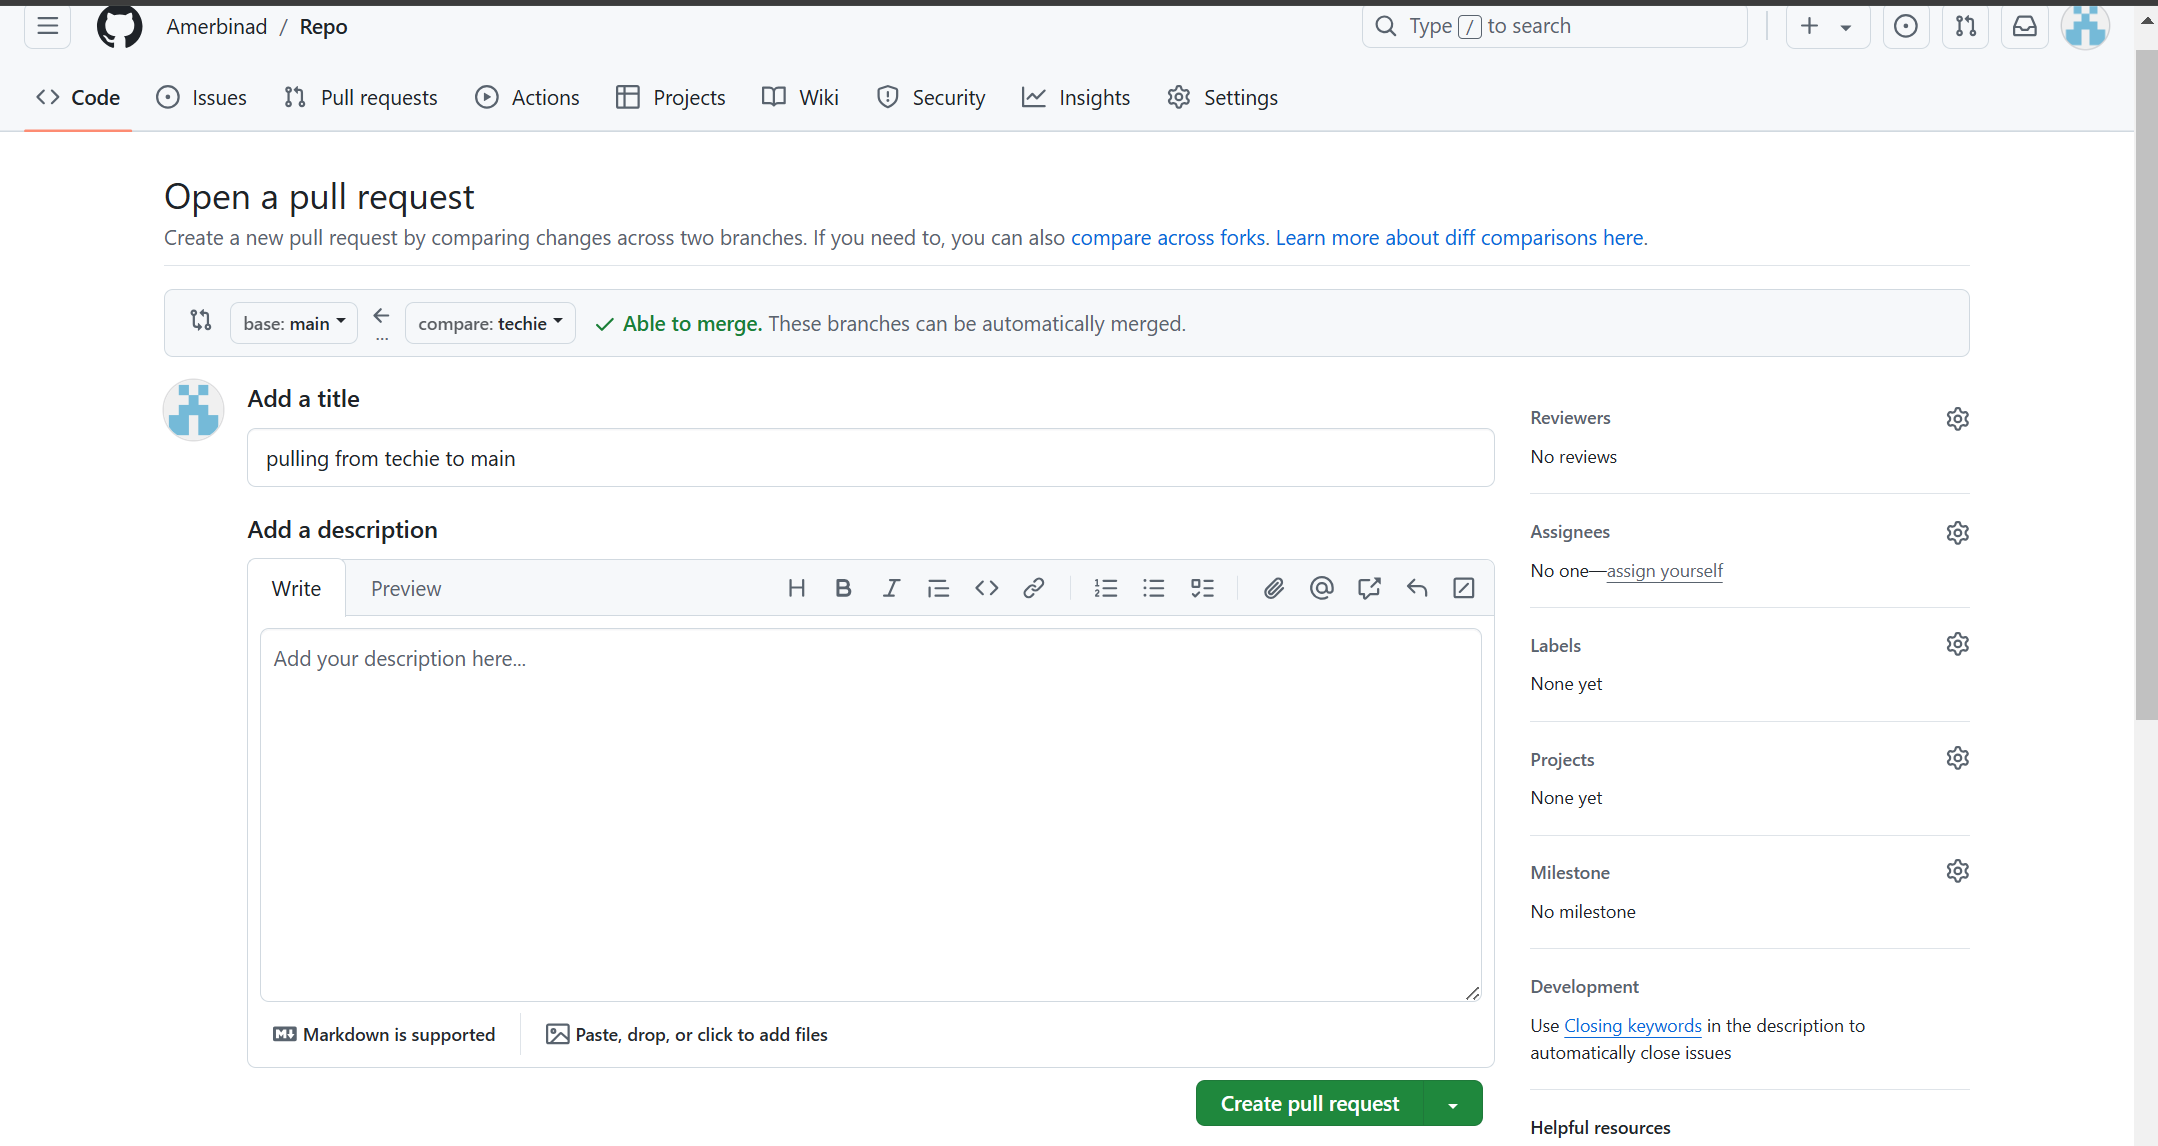 Amerbinad / Repo
Type / to search
Code Issues Pull requests Actions Projects Wiki Security Insights Settings
Open a pull request
Create a new pull request by comparing changes across two branches. If you need to, you can also compare across forks. Learn more about diff comparisons here.
base: main
...
compare: techie
Able to merge. These branches can be automatically merged.
Add a title
pulling from techie to main
Add a description
Write Preview
Add your description here...
Markdown is supported
Paste, drop, or click to add files
Create pull request
Reviewers
No reviews
Assignees
No one—assign yourself
Labels
None yet
Projects
None yet
Milestone
No milestone
Development
Use Closing keywords in the description to
automatically close issues
Helpful resources